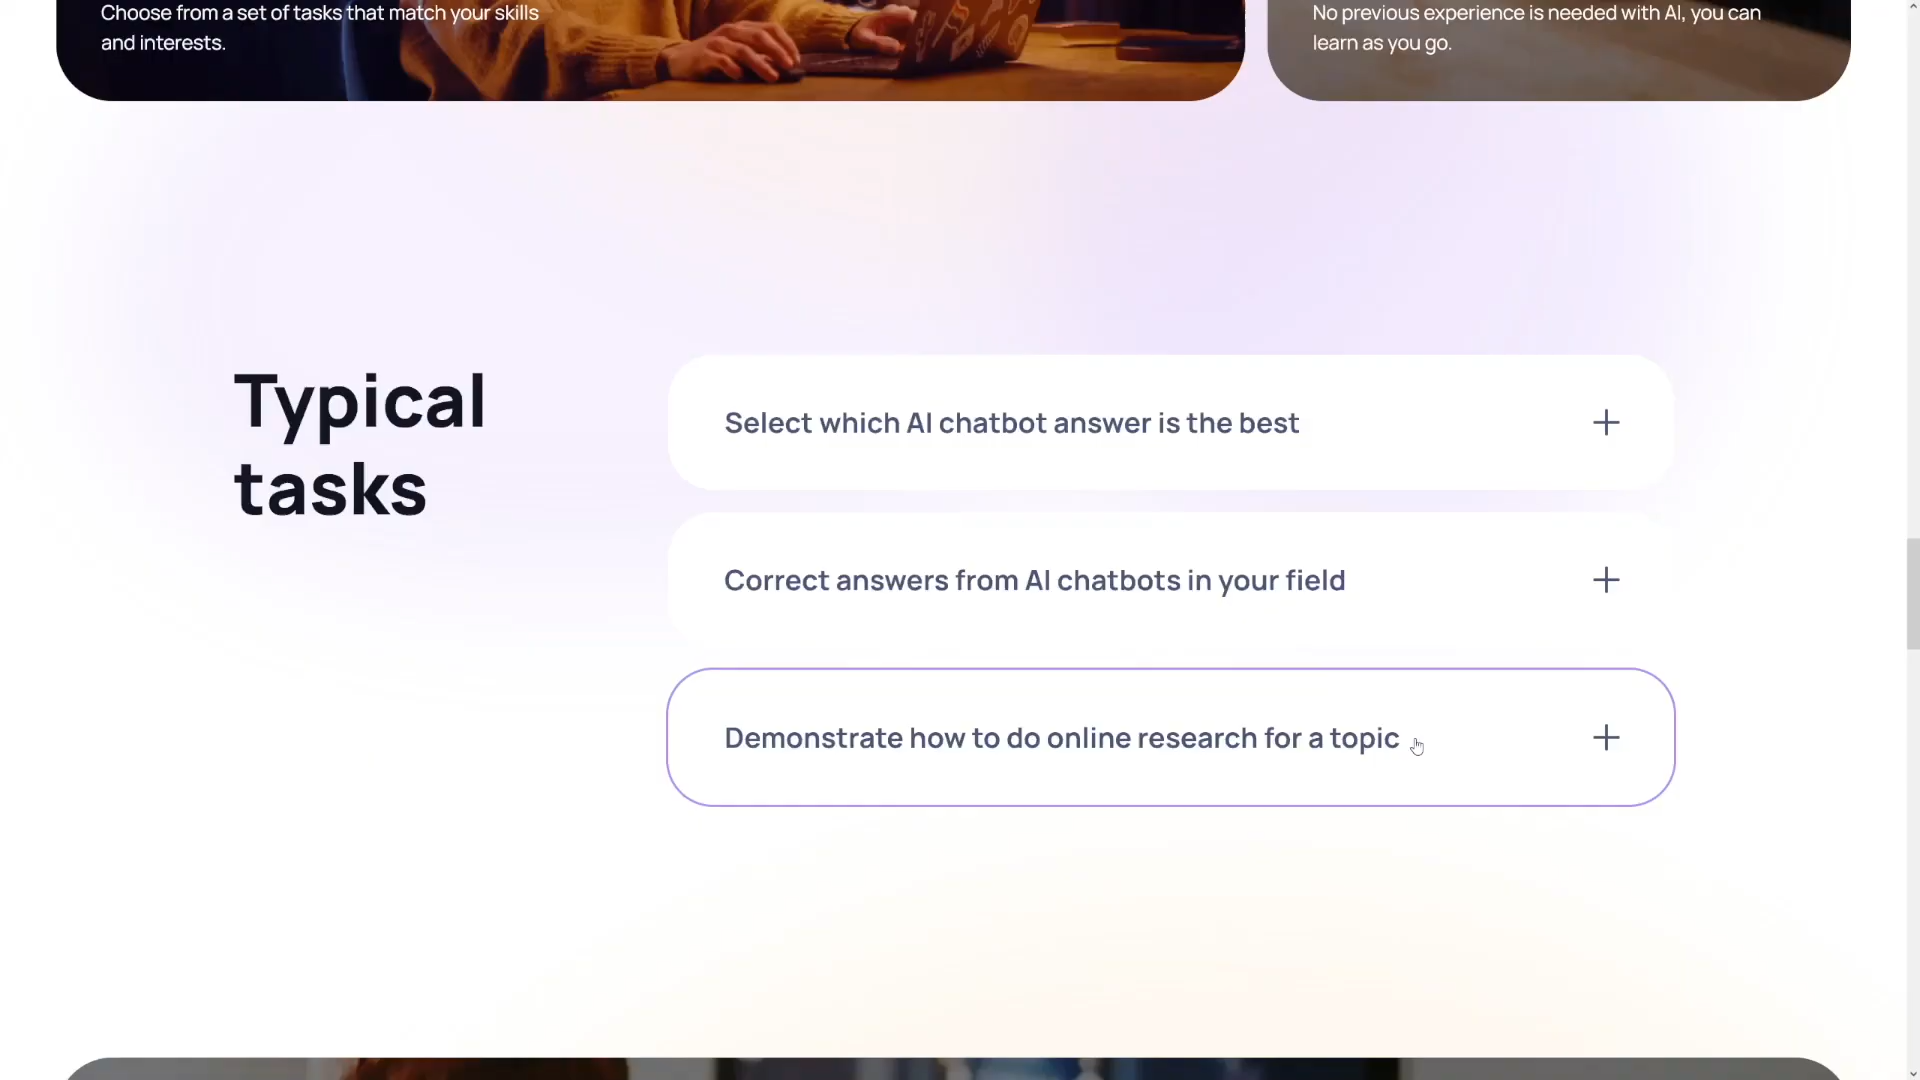 Choose from a set of tasks that match your skills
and interests.
No previous experience is needed with AI, you can
learn as you go.
Typical
tasks
Select which AI chatbot answer is the best
Correct answers from AI chatbots in your field
Demonstrate how to do online research for a topic